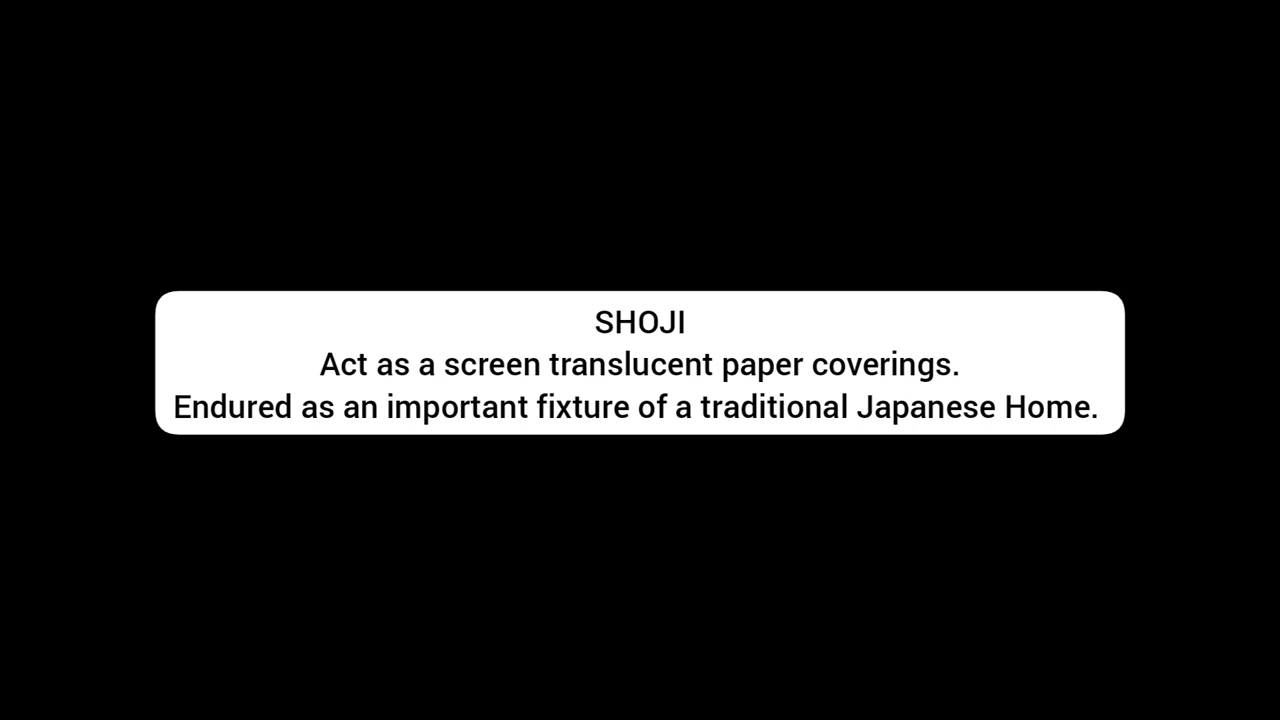 SHOJI
Act as a screen translucent paper coverings.
Endured as an important fixture of a traditional Japanese Home.